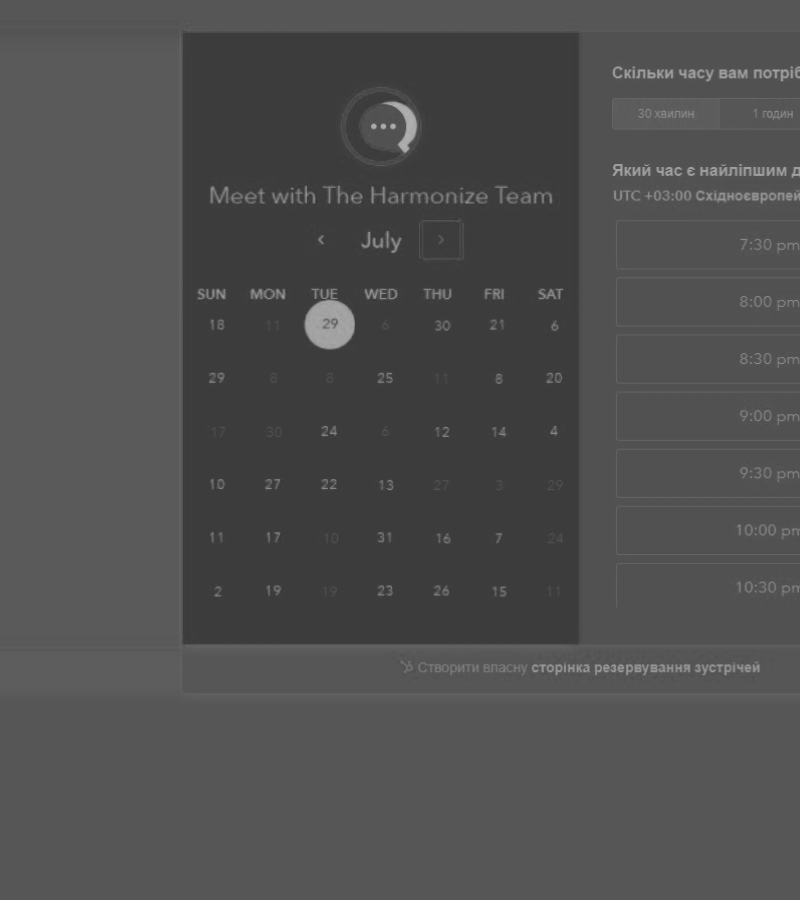 Meet with The Harmonize Team
July
SUN MON TUE WED THU FRI SAT
18 11 29 6 30 21 6
29 8 8 25 11 8 20
17 30 24 6 12 14 4
10 27 22 13 27 3 29
11 17 10 31 16 7 24
2 19 19 23 26 15 11
Скільки часу вам потріб
30 хвилин 1 годин
Який час є найліпшим д
UTC +03:00 Східноєвропей
7:30 pm
8:00 pm
8:30 pm
9:00 pm
9:30 pm
10:00 pm
10:30 pm
Створити власну сторінка резервування зустрічей